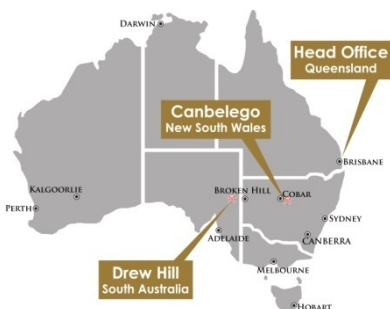 DARWIN
Head Office
Queensland
Canbelego
New South Wales
BRISBANE
KALGOORLIE
BROKEN HILL
COBAR
PERTH
SYDNEY
ADELAIDE
CANBERRA
Drew Hill
South Australia
MELBOURNE
HOBART